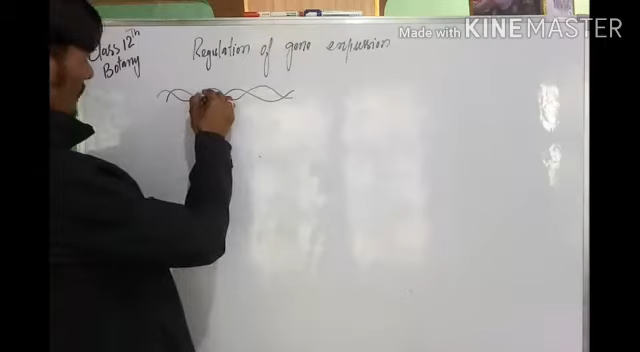 Made with KINEMASTER
Class 12th
Botany
Regulation of gene expression